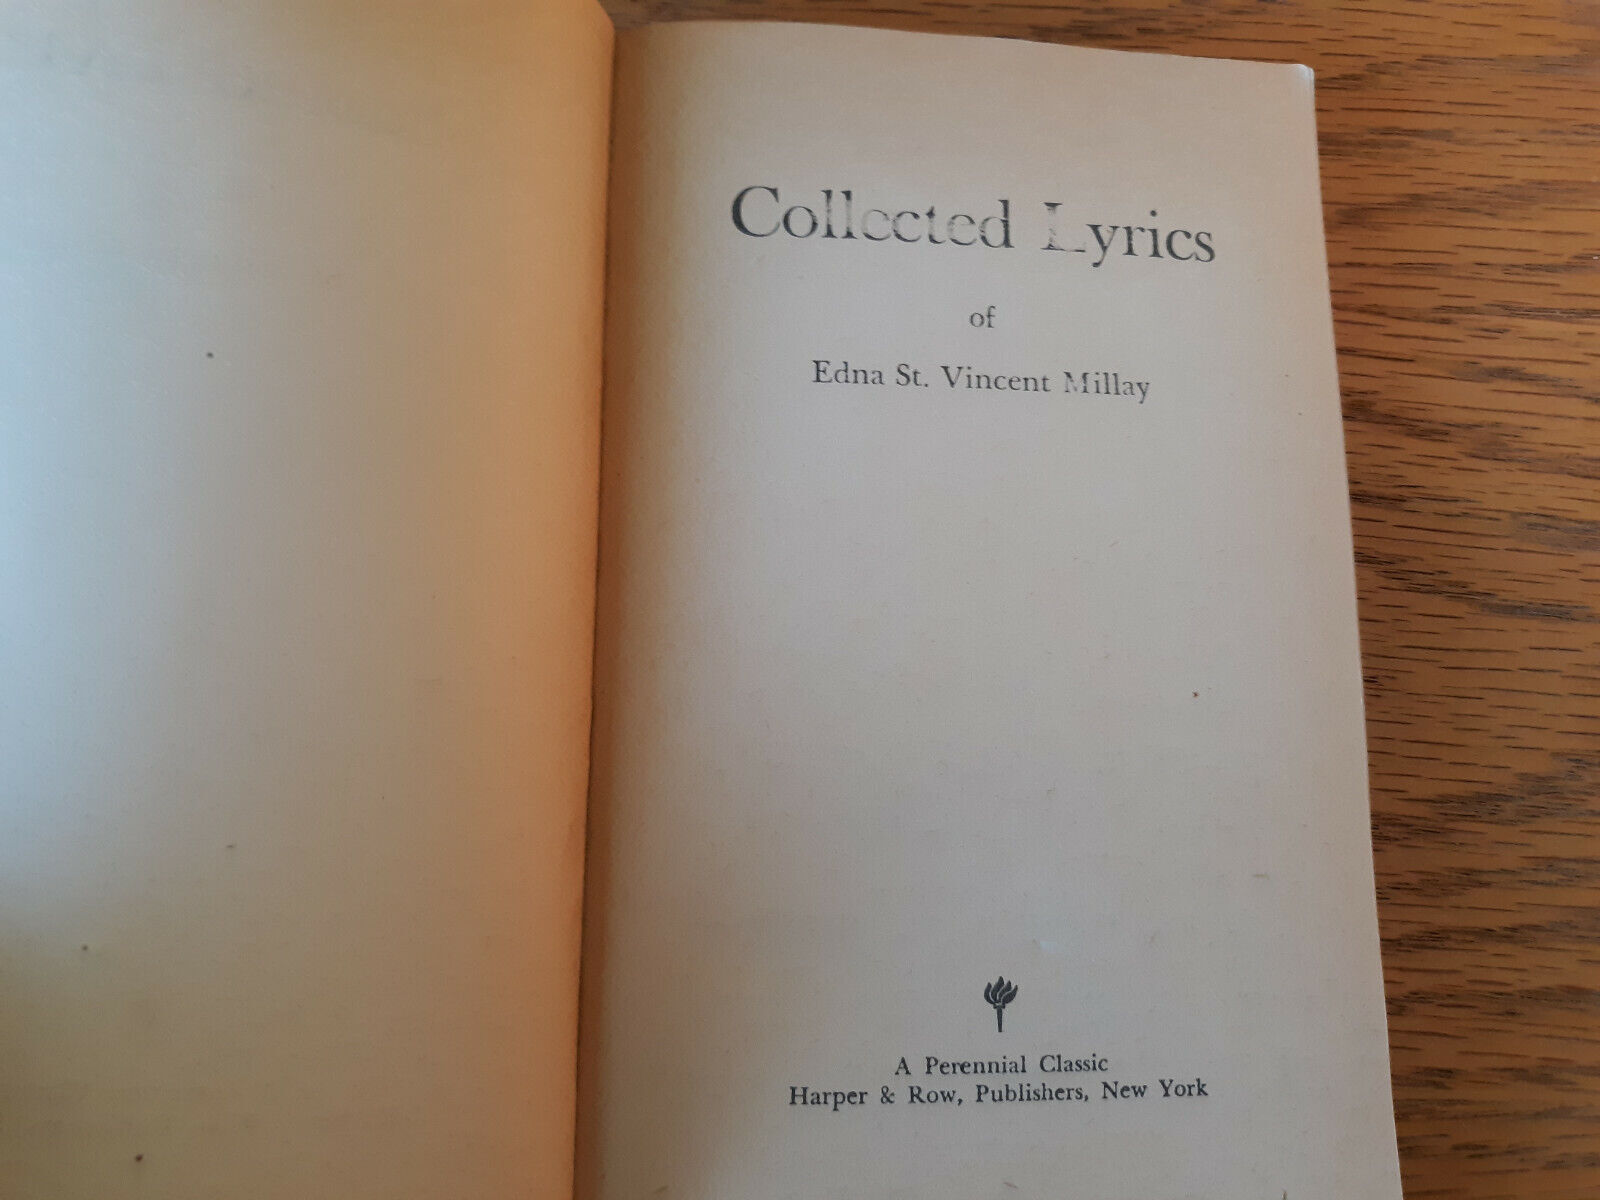 Collected Lyrics
of
Edna St. Vincent Millay
A Perennial Classic
Harper & Row, Publishers, New York